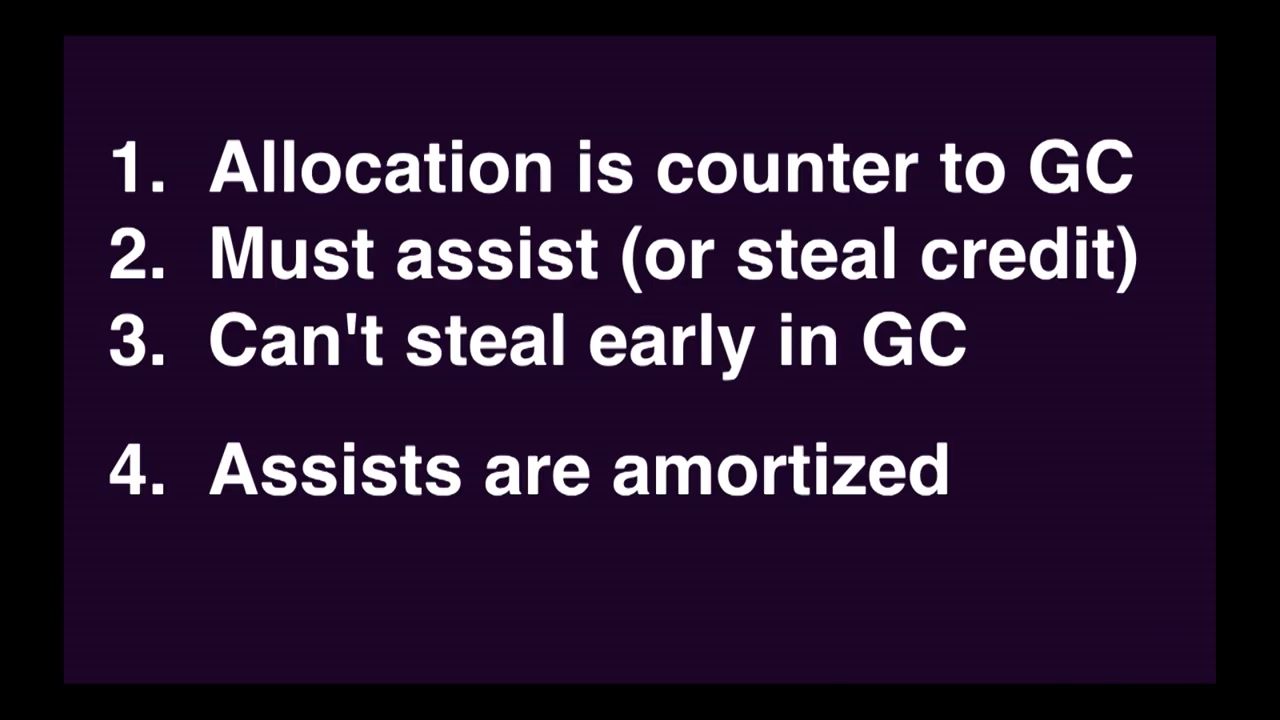 1. Allocation is counter to GC
2. Must assist (or steal credit)
3. Can't steal early in GC
4. Assists are amortized